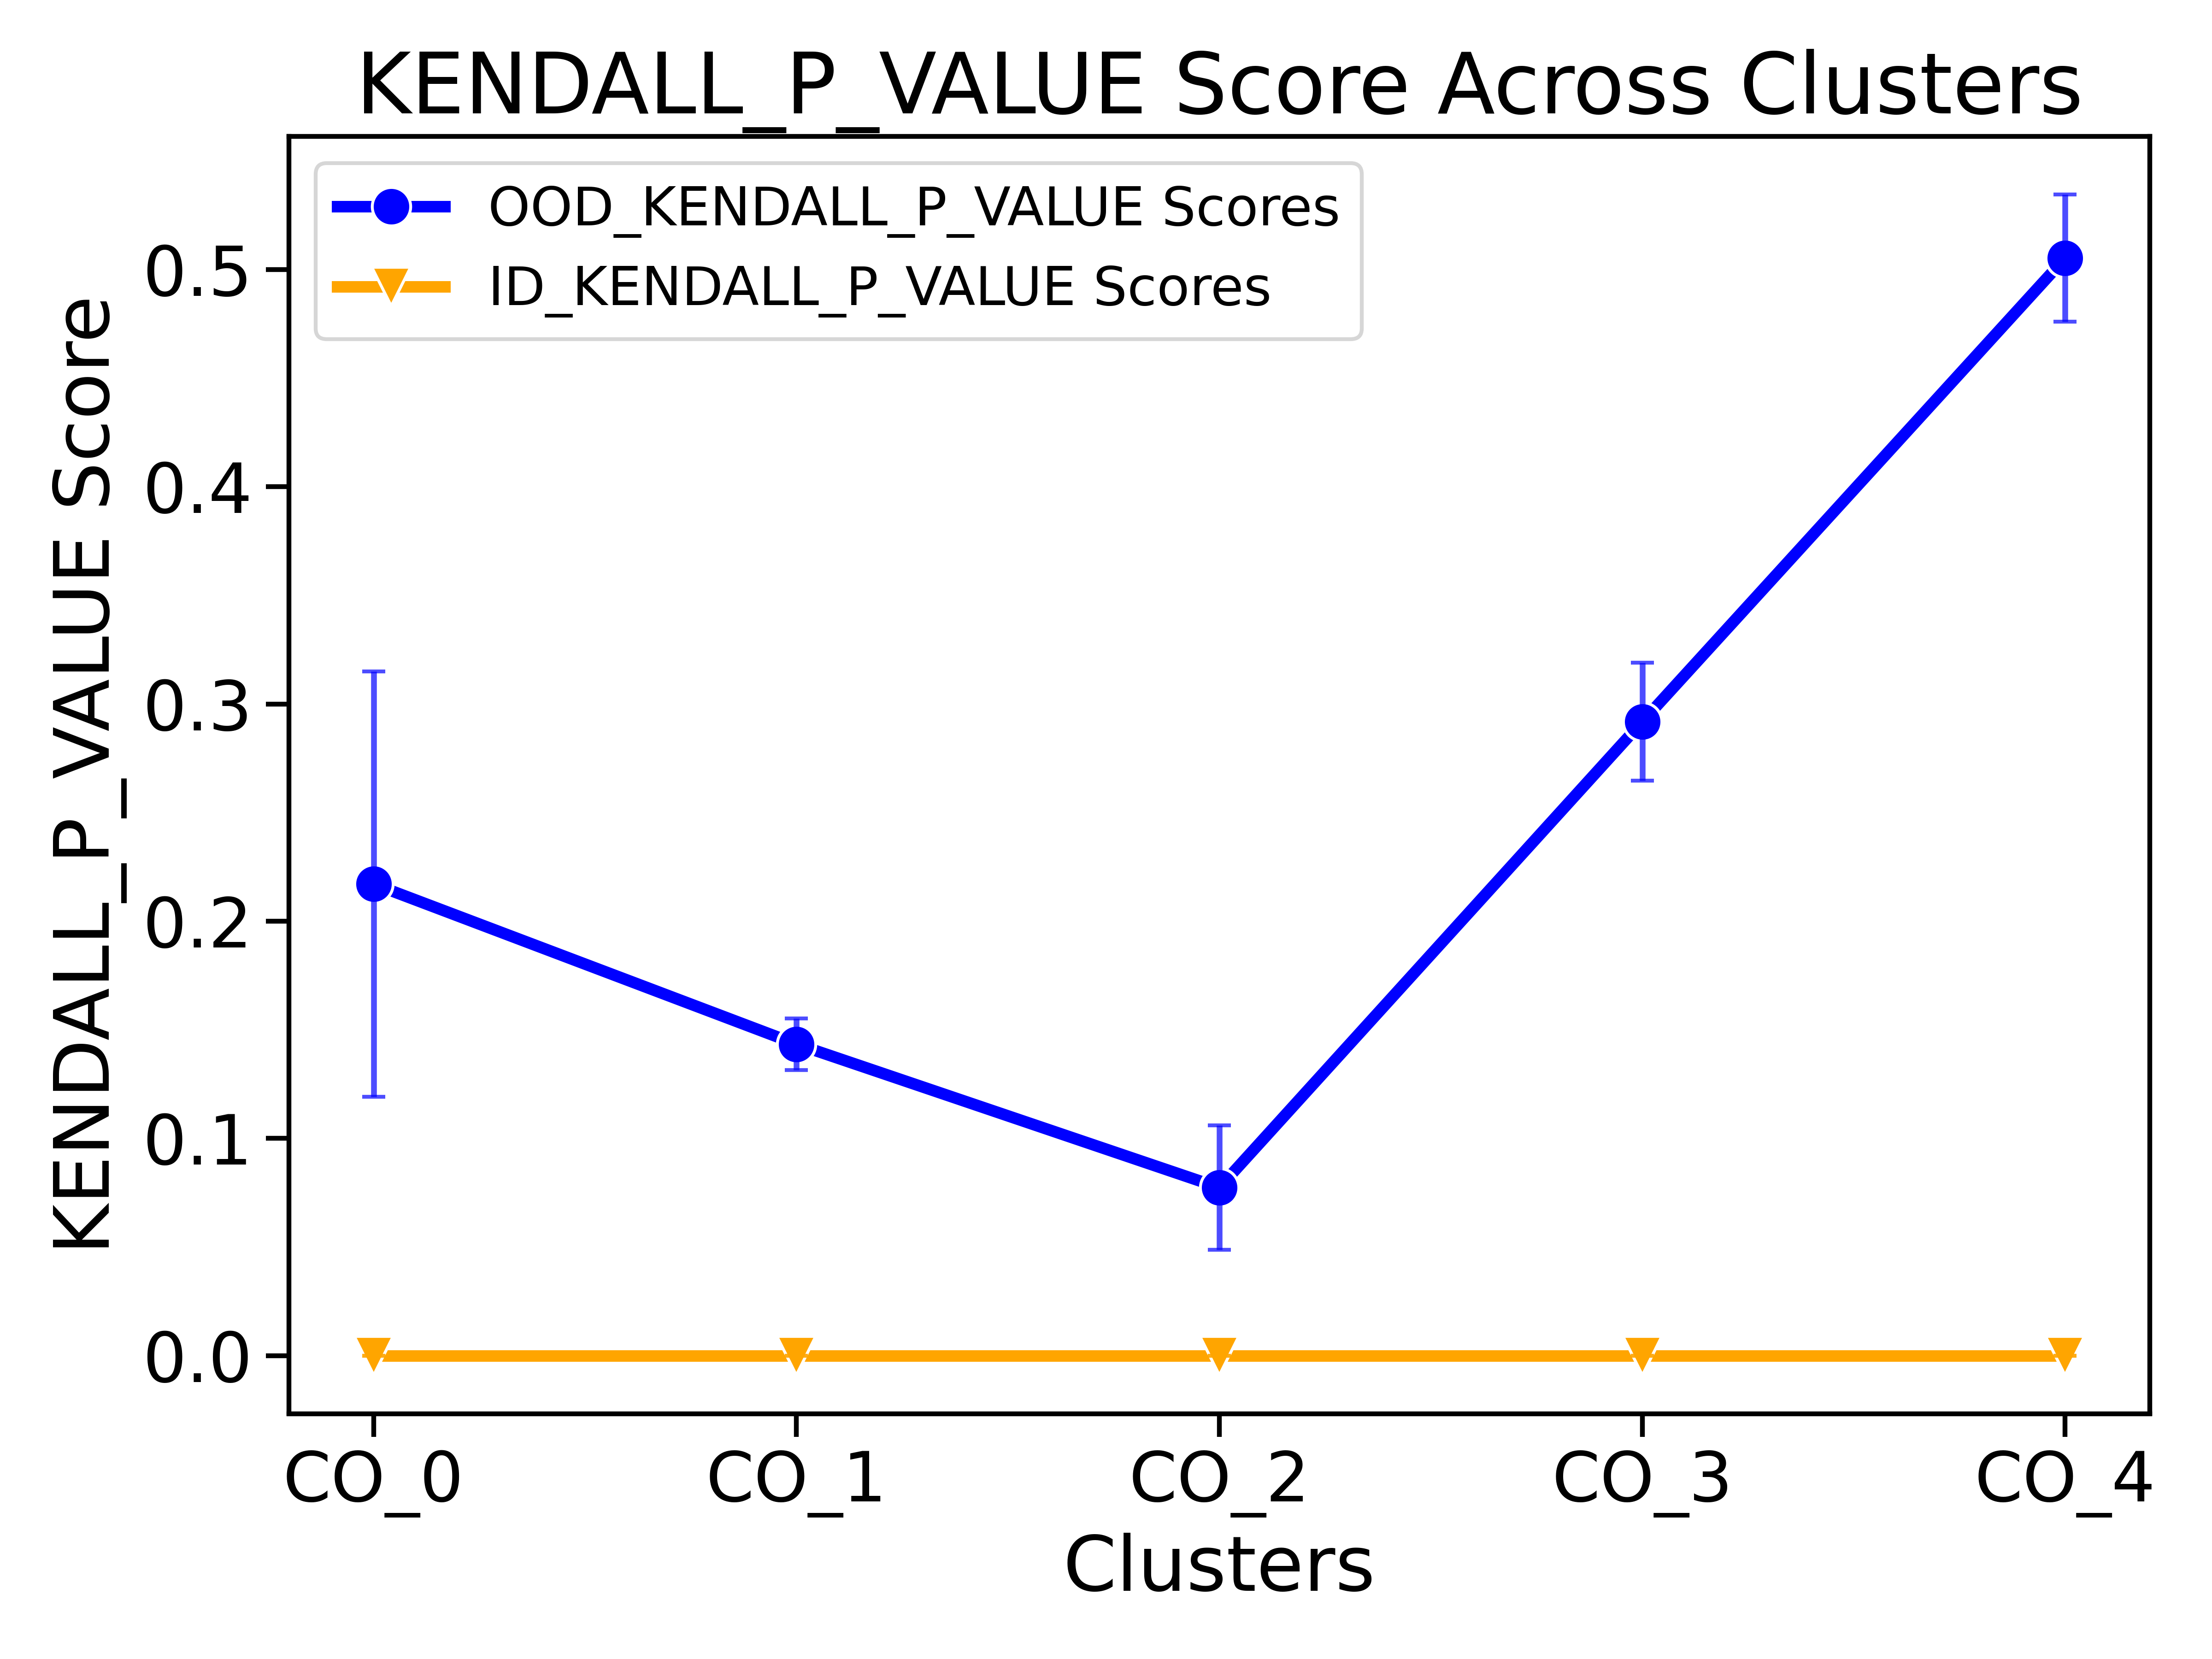 KENDALL_P_VALUE Score Across Clusters
OOD_KENDALL_P_VALUE Scores
ID_KENDALL_P_VALUE Scores
KENDALL_P_VALUE Score
0.5
0.4
0.3
0.2
0.1
0.0
CO_0 CO_1 CO_2 CO_3 CO_4
Clusters